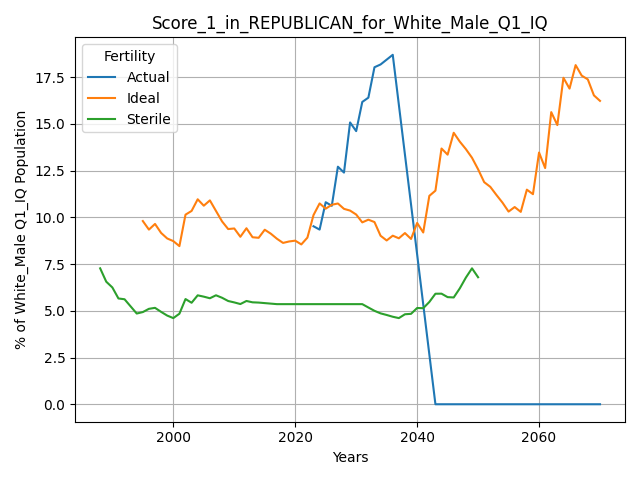 Score_1_in_REPUBLICAN_for_White_Male_Q1_IQ
Fertility
Actual
Ideal
Sterile
% of White_Male Q1_IQ Population
17.5
15.0
12.5
10.0
7.5
5.0
2.5
0.0
2000 2020 2040 2060
Years